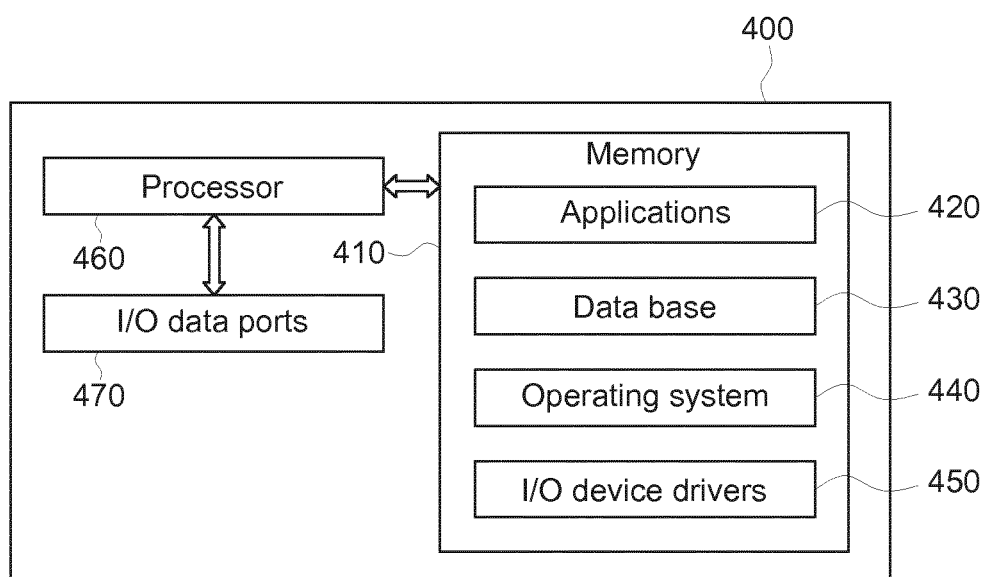 400
Processor
460
I/O data ports
470
410
Memory
Applications
420
Data base
430
Operating system
440
I/O device drivers
450